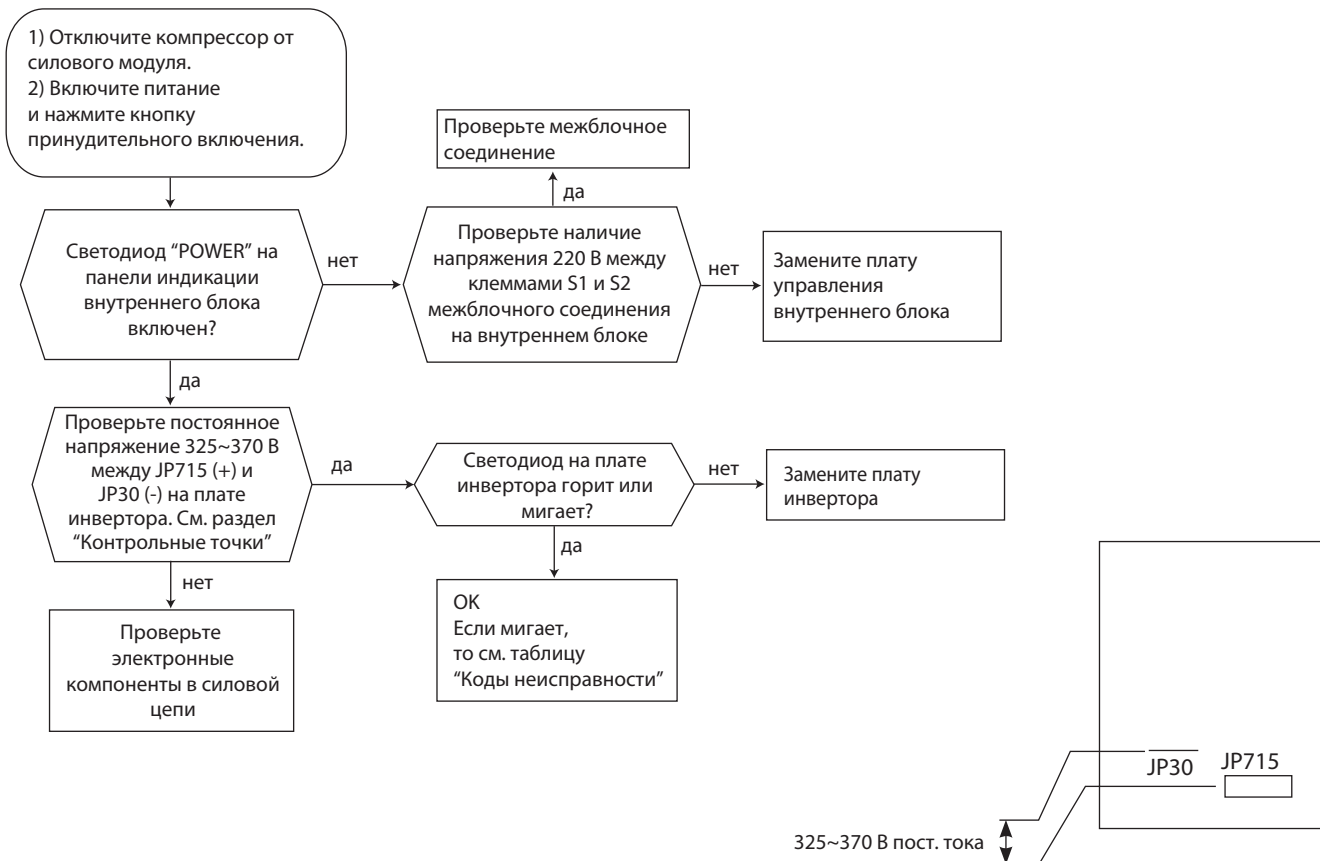 1) Отключите компрессор от
силового модуля.
2) Включите питание
и нажмите кнопку
принудительного включения.
Проверьте межблочное
соединение
да
Светодиод “POWER” на
панели индикации
внутреннего блока
включен?
нет
Проверьте наличие
напряжения 220 В между
клеммами S1 и S2
межблочного соединения
на внутреннем блоке
нет
Замените плату
управления
внутреннего блока
да
Проверьте постоянное
напряжение 325~370 В
между JP715 (+) и
JP30 (-) на плате
инвертора. См. раздел
“Контрольные точки”
да
Светодиод на плате
инвертора горит или
мигает?
нет
Замените плату
инвертора
да
нет
Проверьте
электронные
компоненты в силовой
цепи
OK
Если мигает,
то см. таблицу
“Коды неисправности”
JP30 JP715
325~370 В пост. тока